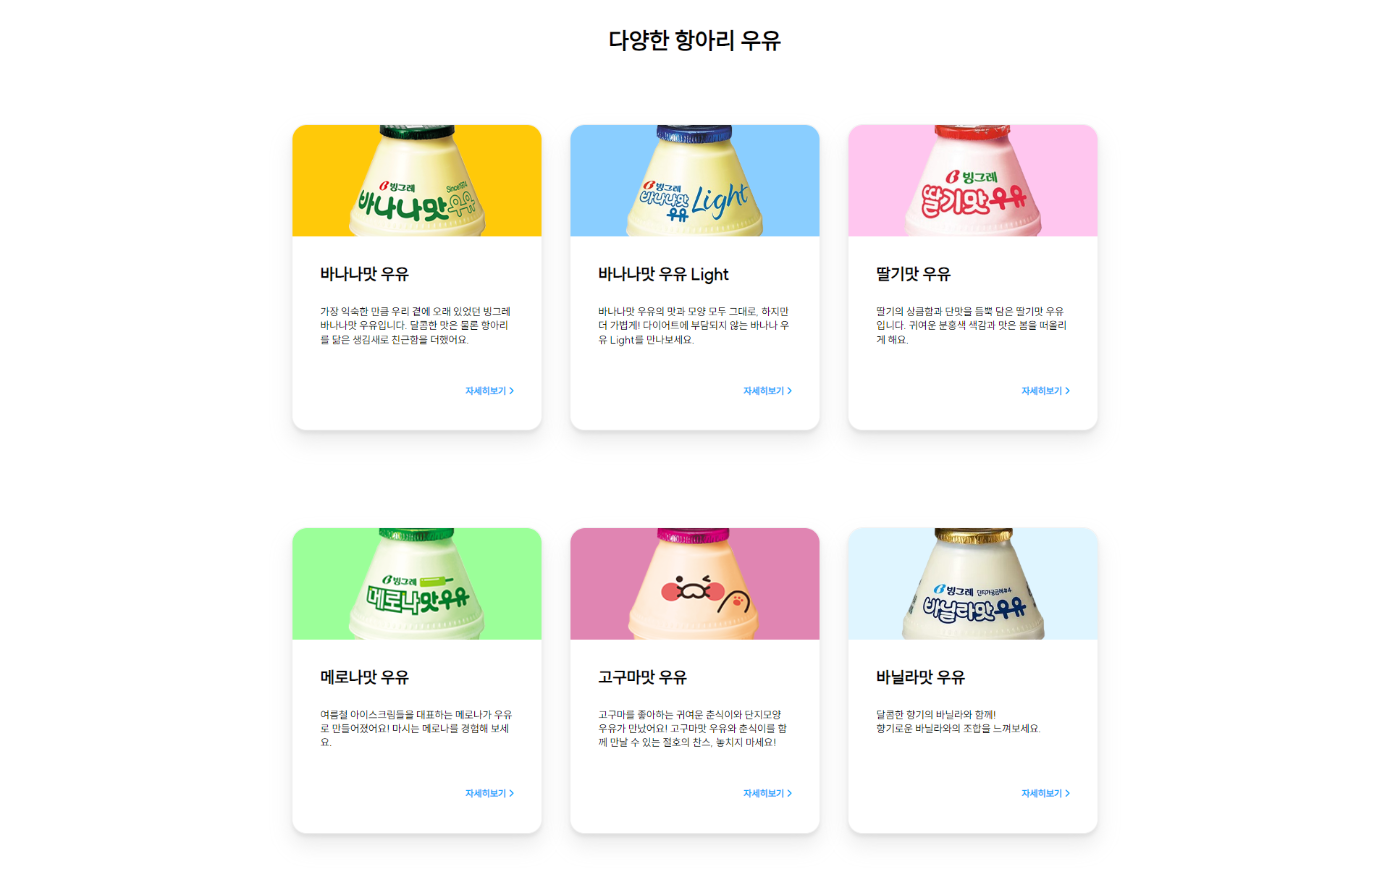 다양한 항아리 우유
빙그레
Since1974
바나나맛 우유
빙그레
바나나맛
우유
Light
빙그레
딸기맛 우유
바나나맛 우유
가장 익숙한 만큼 우리 곁에 오래 있었던 빙그레
바나나맛 우유입니다. 달콤한 맛은 물론 항아리
를 닮은 생김새로 친근함을 더했어요.
자세히보기
바나나맛 우유 Light
바나나맛 우유의 맛과 모양 모두 그대로, 하지만
더 가볍게! 다이어트에 부담되지 않는 바나나 우
유 Light를 만나보세요.
자세히보기
딸기맛 우유
딸기의 상큼함과 단맛을 듬뿍 담은 딸기맛 우유
입니다. 귀여운 분홍색 색감과 맛은 봄을 떠올리
게 해요.
자세히보기
빙그레
메로나맛우유
빙그레
바닐라맛우유
메로나맛 우유
여름철 아이스크림들을 대표하는 메로나가 우유
로 만들어졌어요! 마시는 메로나를 경험해 보세
요.
자세히보기
고구마맛 우유
고구마를 좋아하는 귀여운 춘식이와 단지모양
우유가 만났어요! 고구마맛 우유와 춘식이를 함
께 만날 수 있는 절호의 찬스, 놓치지 마세요!
자세히보기
바닐라맛 우유
달콤한 향기의 바닐라와 함께!
향기로운 바닐라와의 조합을 느껴보세요.
자세히보기